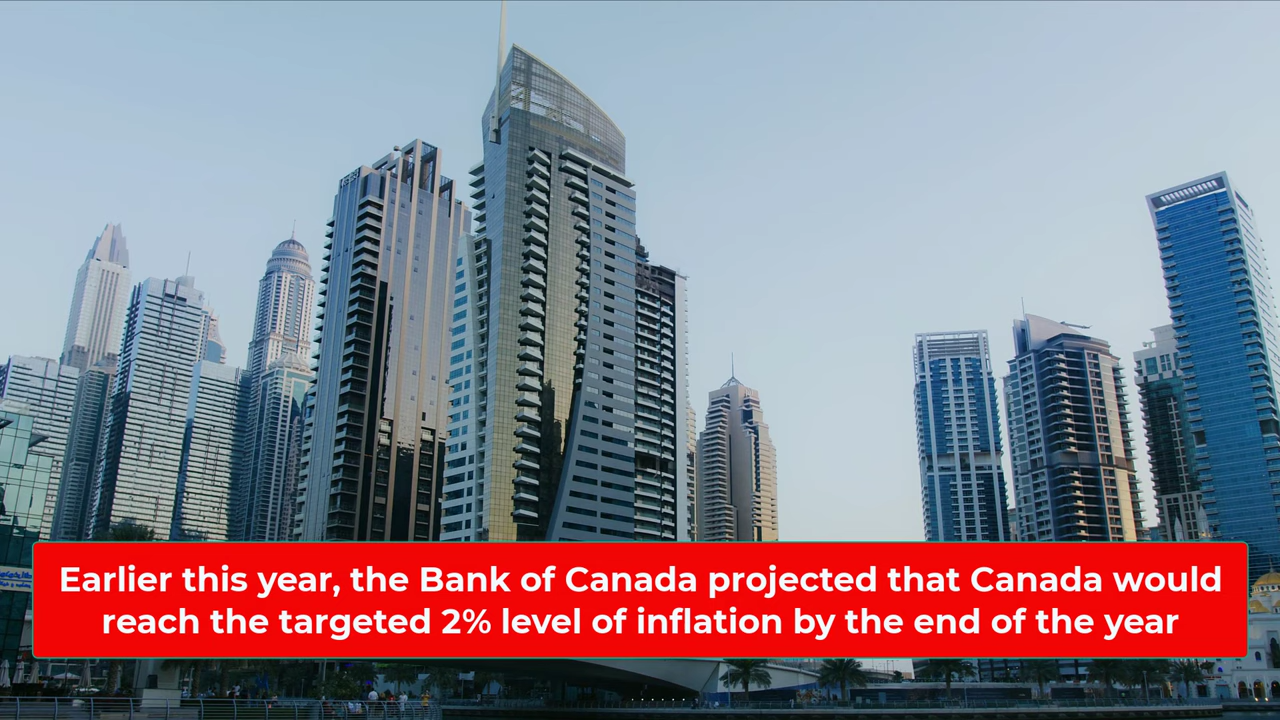 Earlier this year, the Bank of Canada projected that Canada would
reach the targeted 2% level of inflation by the end of the year